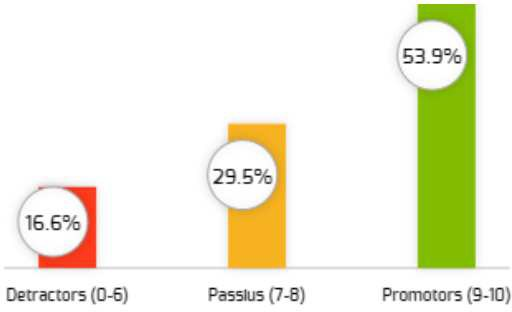 53.9%
29.5%
16.6%
Detractors (0-6) Passius (7-8) Promotors (9-10)